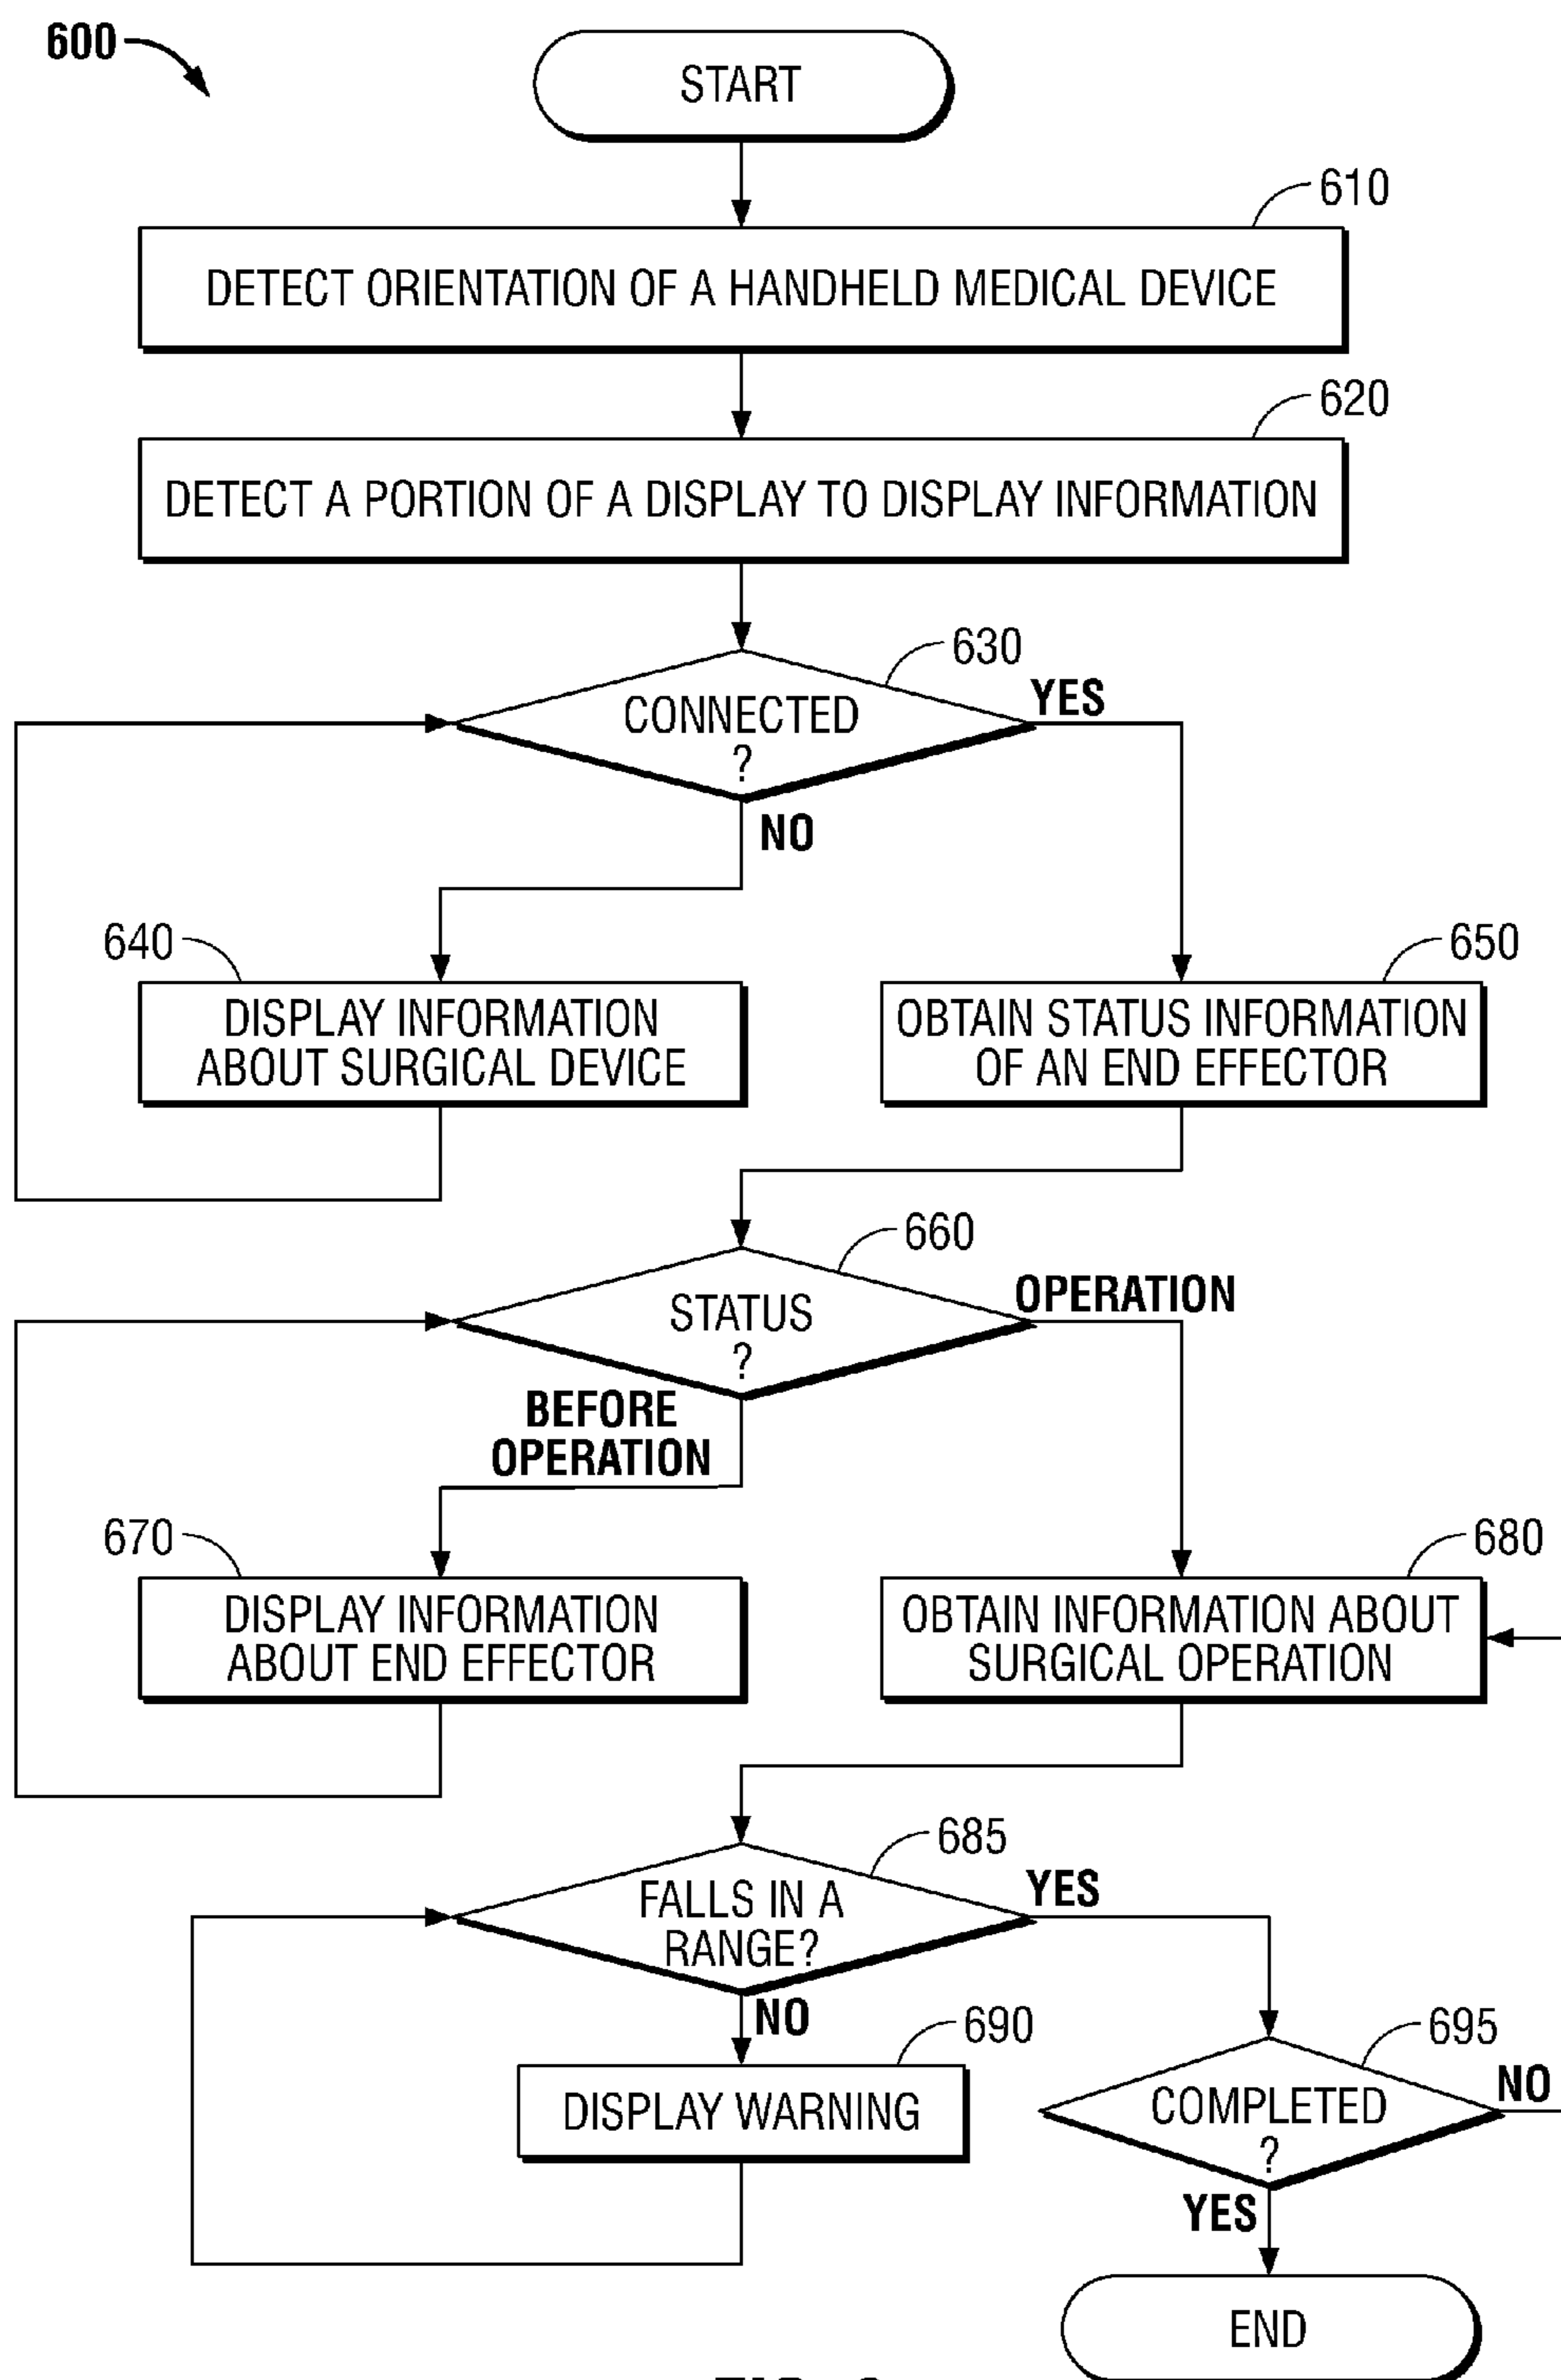 600
START
610
DETECT ORIENTATION OF A HANDHELD MEDICAL DEVICE
620
DETECT A PORTION OF A DISPLAY TO DISPLAY INFORMATION
630
CONNECTED
?
YES
NO
640
DISPLAY INFORMATION
ABOUT SURGICAL DEVICE
650
OBTAIN STATUS INFORMATION
OF AN END EFFECTOR
660
STATUS
?
OPERATION
BEFORE
OPERATION
670
DISPLAY INFORMATION
ABOUT END EFFECTOR
680
OBTAIN INFORMATION ABOUT
SURGICAL OPERATION
685
FALLS IN A
RANGE?
YES
NO
690
DISPLAY WARNING
695
COMPLETED
?
NO
YES
END